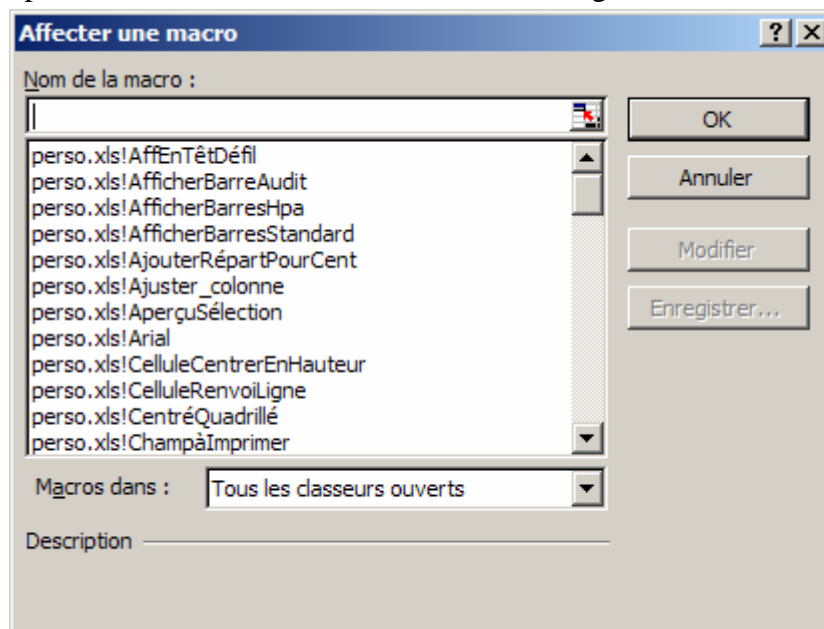 Affecter une macro
Nom de la macro :
OK
perso.xls!AffEnTêtDéfil
perso.xls!AfficherBarreAudit
Annuler
perso.xls!AfficherBarresHpa
perso.xls!AfficherBarresStandard
perso.xls!AjouterRépartPourCent
Modifier
perso.xls!Ajuster_colonne
perso.xls!AperçuSélection
Enregistrer...
perso.xls!Arial
perso.xls!CelluleCentrerEnHauteur
perso.xls!CelluleRenvoiLigne
perso.xls!CentréQuadrillé
perso.xls!ChampàImprimer
Macros dans :
Tous les classeurs ouverts
Description